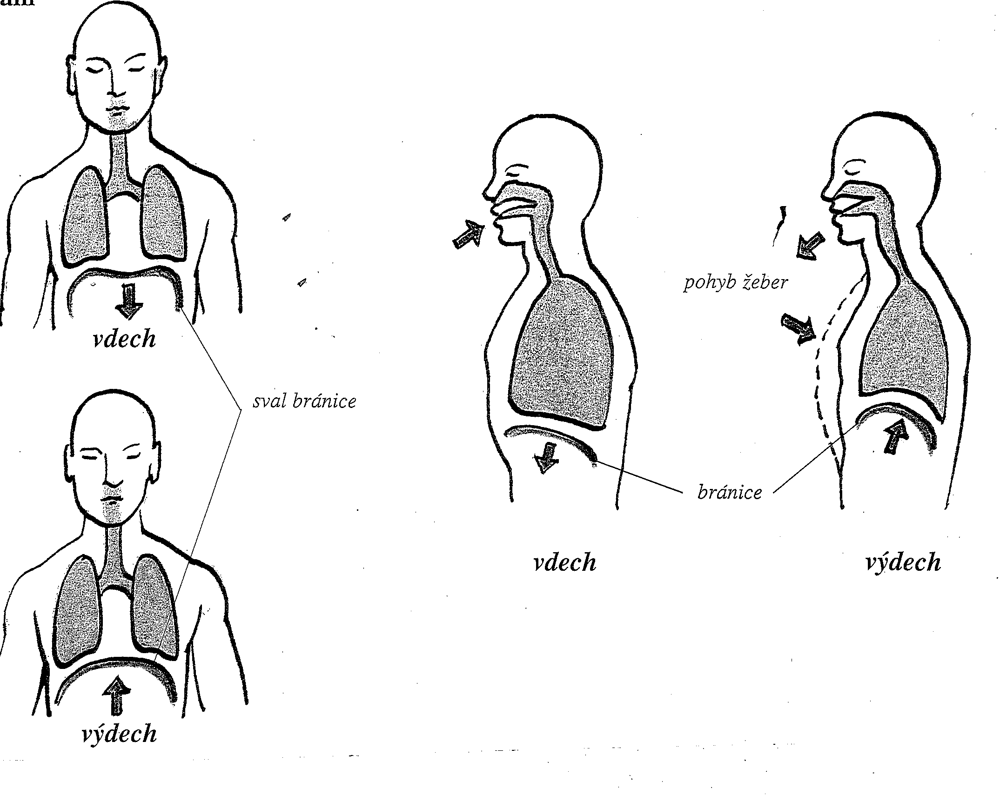 vdech
sval bránice
výdech
pohyb žeber
bránice
vdech
výdech